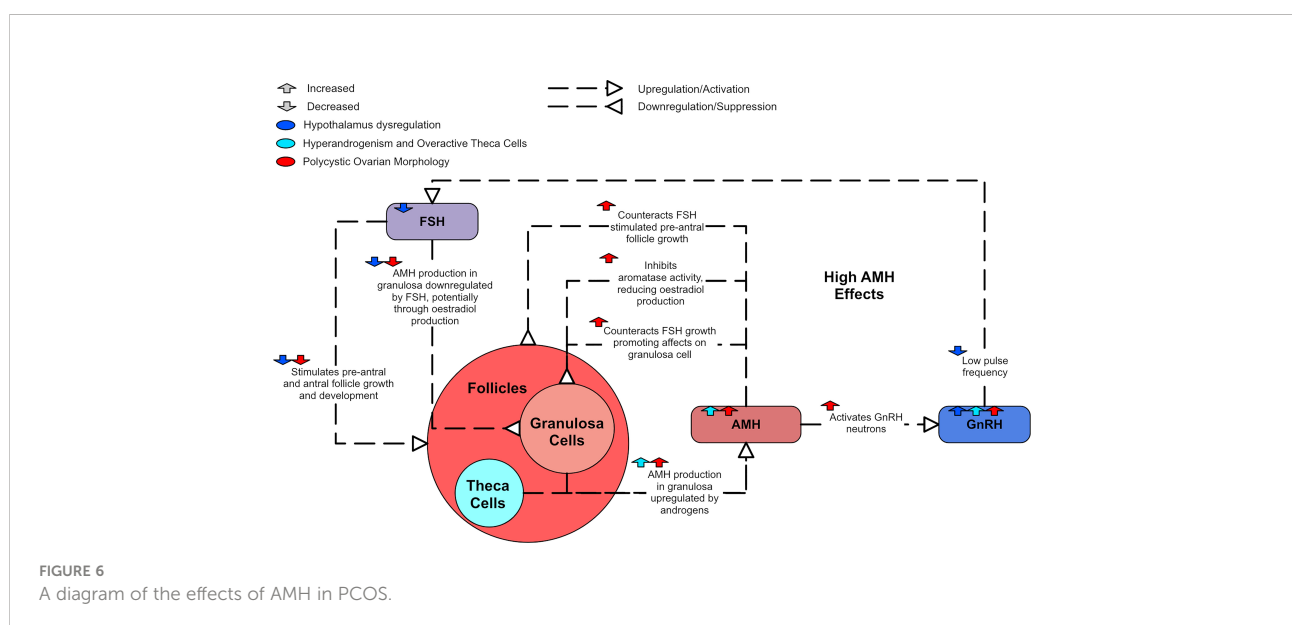 Increased
Decreased
Hypothalamus dysregulation
Hyperandrogenism and Overactive Theca Cells
Polycystic Ovarian Morphology
Upregulation/Activation
Downregulation/Suppression
FSH
AMH production in
granulosa downregulated
by FSH, potentially
through oestradiol
production
Stimulates pre-antral
and antral follicle growth
and development
Counteracts FSH
stimulated pre-antral
follicle growth
Inhibits
aromatase activity,
reducing oestradiol
production
Counteracts FSH growth
promoting affects on
granulosa cell
High AMH
Effects
Low pulse
frequency
Follicles
Granulosa
Cells
Theca
Cells
AMH
Activates GnRH
neutrons
GnRH
AMH production
in granulosa
upregulated by
androgens
FIGURE 6
A diagram of the effects of AMH in PCOS.